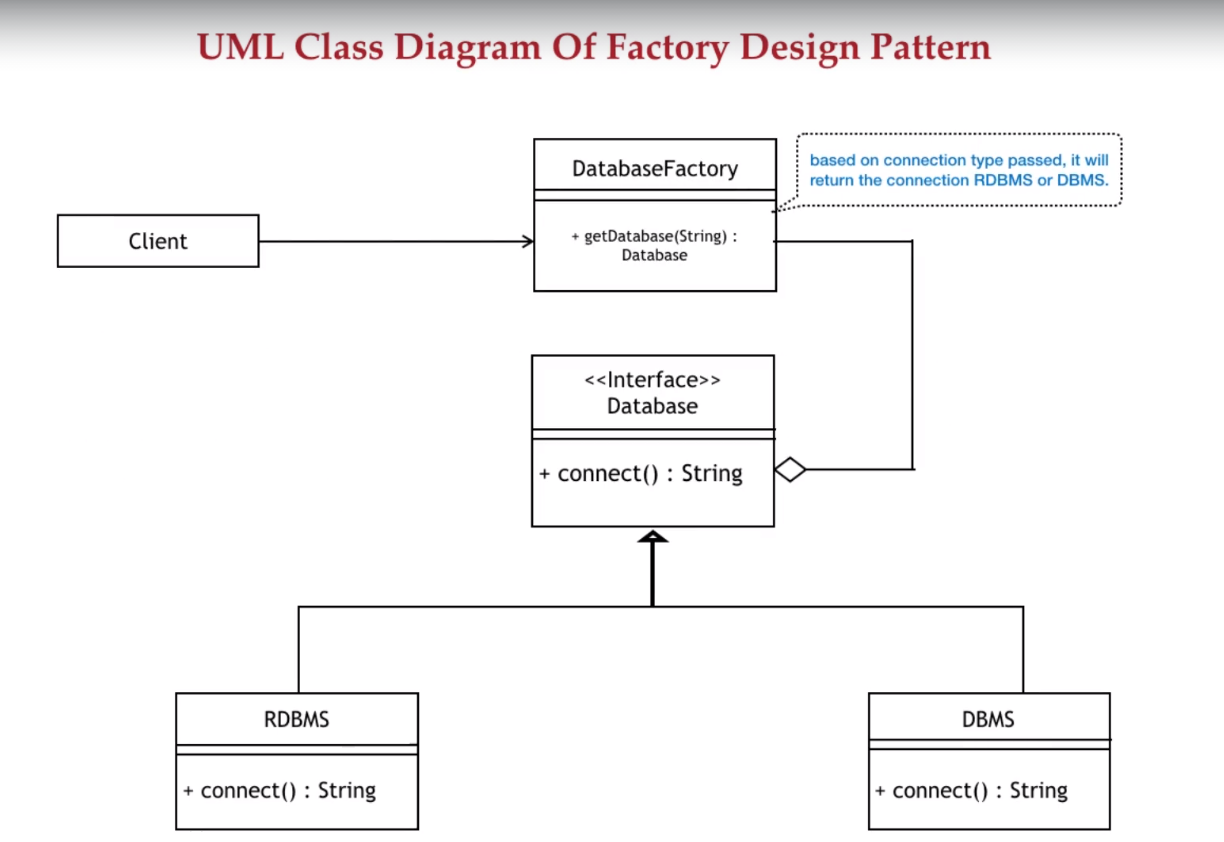 UML Class Diagram Of Factory Design Pattern
DatabaseFactory
based on connection type passed, it will
return the connection RDBMS or DBMS.
Client
+ getDatabase(String) :
Database
<<Interface>>
Database
+ connect() : String
RDBMS
+ connect() : String
DBMS
+ connect() : String